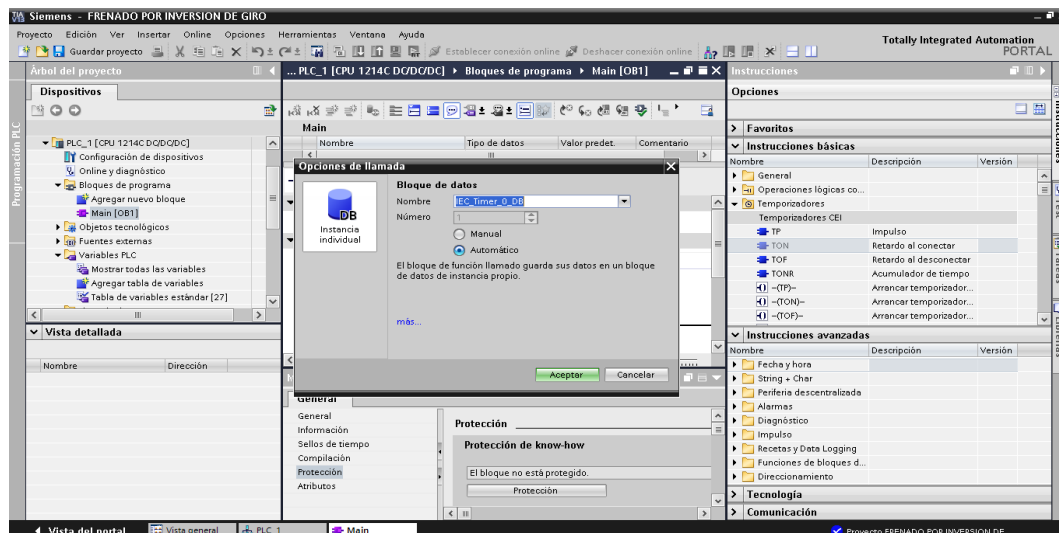 Siemens - FRENADO POR INVERSION DE GIRO
Proyecto Edición Ver Insertar Online Opciones Herramientas Ventana Ayuda
Totally Integrated Automation
PORTAL
Guardar proyecto
Establecer conexión online
Deshacer conexión online
Árbol del proyecto
Dispositivos
Programación PLC
PLC_1 [CPU 1214C DC/DC/DC]
Configuración de dispositivos
Online y diagnóstico
Bloques de programa
Agregar nuevo bloque
Main [OB1]
Objetos tecnológicos
Fuentes externas
Variables PLC
Mostrar todas las variables
Agregar tabla de variables
Tabla de variables estándar [27]
Vista detallada
Nombre Dirección
... PLC_1 [CPU 1214C DC/DC/DC] Bloques de programa Main [OB1]
Main
Nombre Tipo de datos Valor predet. Comentario
Opciones de llamada
DB
Instancia
individual
Bloque de datos
Nombre IEC_Timer_0_DB
Número 1
Manual
Automático
El bloque de función llamado guarda sus datos en un bloque
de datos de instancia propio.
más...
Aceptar Cancelar
General
General
Información
Sellos de tiempo
Compilación
Protección
Atributos
Protección
Protección de know-how
El bloque no está protegido.
Protección
Instrucciones
Opciones
Favoritos
Instrucciones básicas
Nombre Descripción Versión
General
Operaciones lógicas co...
Temporizadores
Temporizadores CEI
TP Impulso
TON Retardo al conectar
TOF Retardo al desconectar
TONR Acumulador de tiempo
-(TP)- Arrancar temporizador...
-(TON)- Arrancar temporizador...
-(TOF)- Arrancar temporizador...
Instrucciones avanzadas
Nombre Descripción Versión
Fecha y hora
String + Char
Periferia descentralizada
Alarmas
Diagnóstico
Impulso
Recetas y Data Logging
Funciones de bloques d...
Direccionamiento
Tecnología
Comunicación
Instrucciones
Vista del portal
Vista general
PLC_1
Main
Proyecto FRENADO POR INVERSION DE